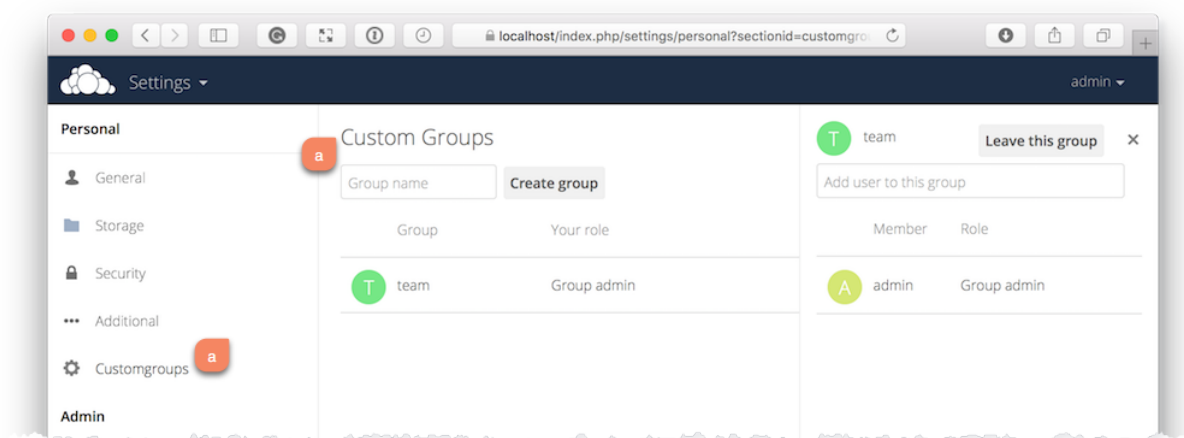 localhost/index.php/settings/personal?sectionid=customgro
Settings
admin
Personal
General
Storage
Security
Additional
Customgroups
a
Admin
a
Custom Groups
Group name
Create group
Group Your role
T team Group admin
T team Leave this group ×
Add user to this group
Member Role
A admin Group admin